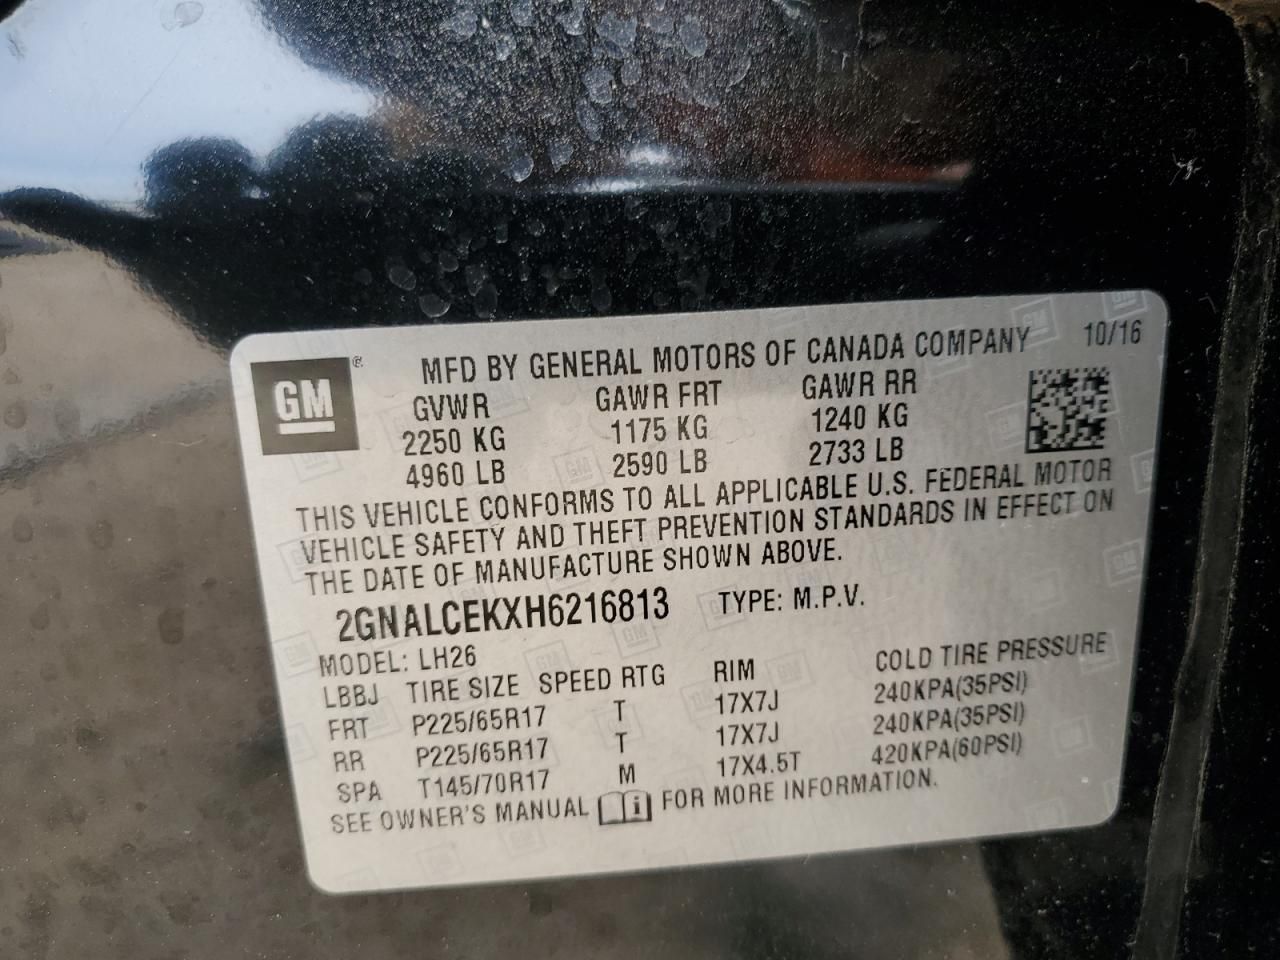 GM ® MFD BY GENERAL MOTORS OF CANADA COMPANY 10/16
GVWR GAWR FRT GAWR RR
2250 KG 1175 KG 1240 KG
4960 LB 2590 LB 2733 LB
THIS VEHICLE CONFORMS TO ALL APPLICABLE U.S. FEDERAL MOTOR
VEHICLE SAFETY AND THEFT PREVENTION STANDARDS IN EFFECT ON
THE DATE OF MANUFACTURE SHOWN ABOVE.
2GNALCEKXH6216813 TYPE: M.P.V.
MODEL: LH26
LBBJ TIRE SIZE SPEED RTG RIM COLD TIRE PRESSURE
FRT P225/65R17 T 17X7J 240KPA(35PSI)
RR P225/65R17 T 17X7J 240KPA(35PSI)
SPA T145/70R17 M 17X4.5T 420KPA(60PSI)
SEE OWNER'S MANUAL i FOR MORE INFORMATION.